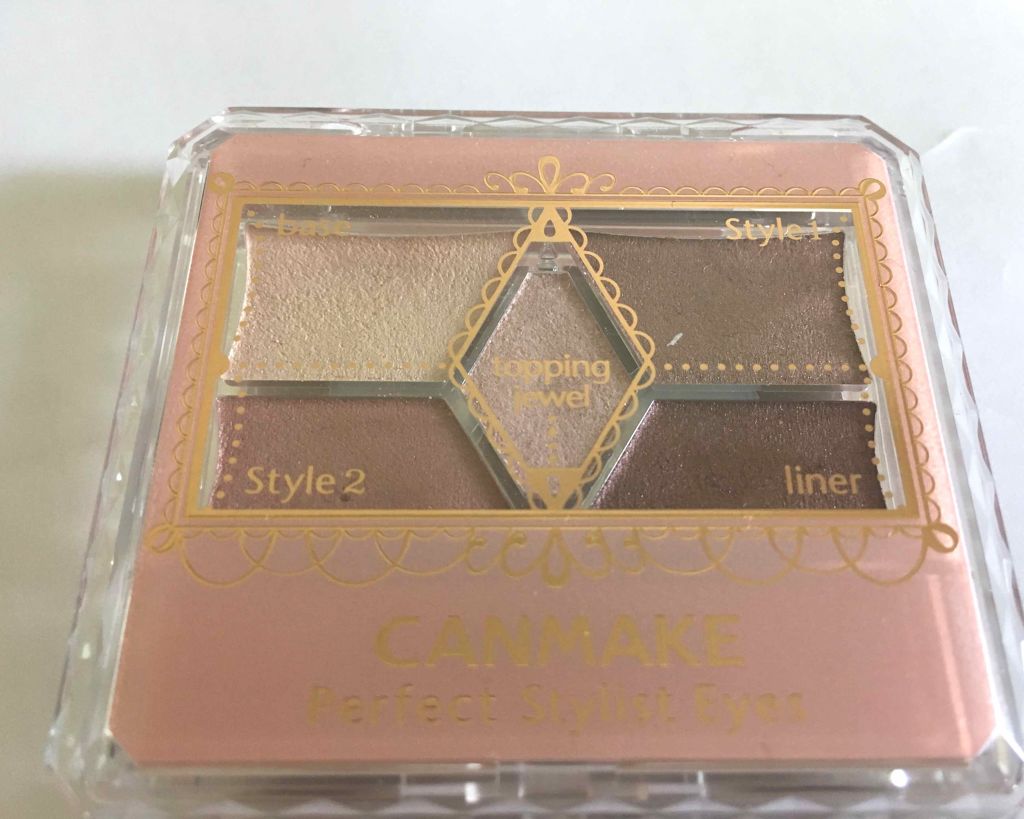 base
Style 1
topping
jewel
Style 2
liner
CANMAKE
Perfect Stylist Eyes